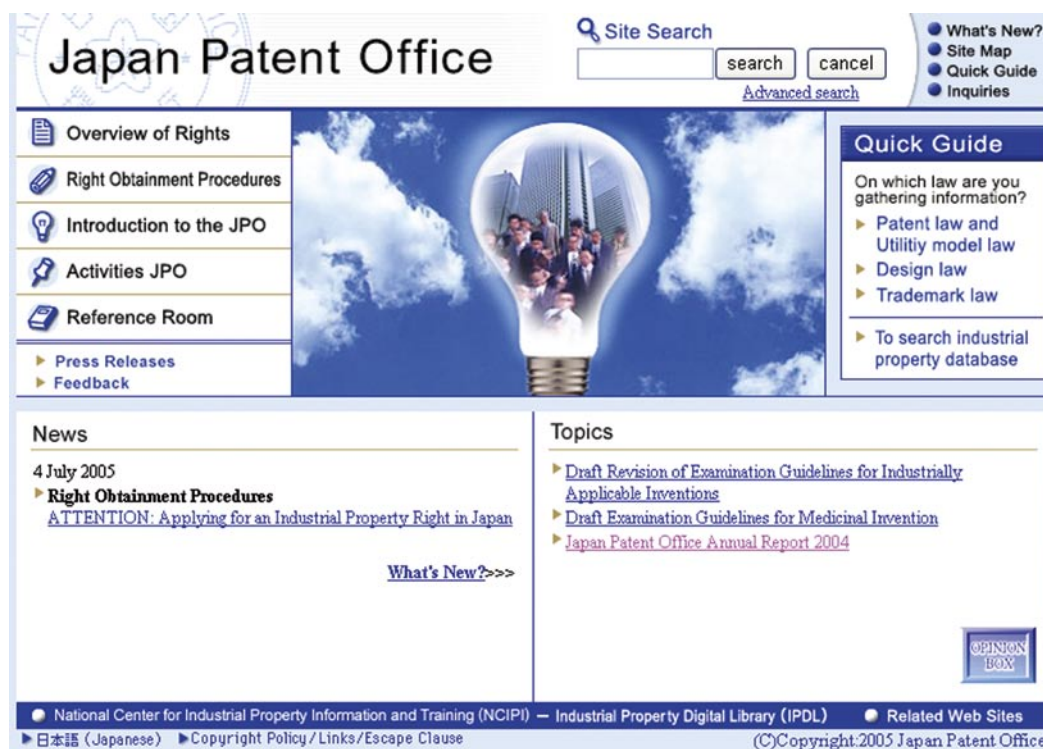 Japan Patent Office
Site Search
search
cancel
Advanced search
What's New?
Site Map
Quick Guide
Inquiries
Overview of Rights
Right Obtainment Procedures
Introduction to the JPO
Activities JPO
Reference Room
Press Releases
Feedback
Quick Guide
On which law are you
gathering information?
Patent law and
Utilitiy model law
Design law
Trademark law
To search industrial
property database
News
4 July 2005
Right Obtainment Procedures
ATTENTION: Applying for an Industrial Property Right in Japan
What's New?>>>
Topics
Draft Revision of Examination Guidelines for Industrially
Applicable Inventions
Draft Examination Guidelines for Medicinal Invention
Japan Patent Office Annual Report 2004
OPINION
BOX
National Center for Industrial Property Information and Training (NCIPI) — Industrial Property Digital Library (IPDL)
Related Web Sites
日本語 (Japanese)
Copyright Policy/Links/Escape Clause
(C)Copyright:2005 Japan Patent Office